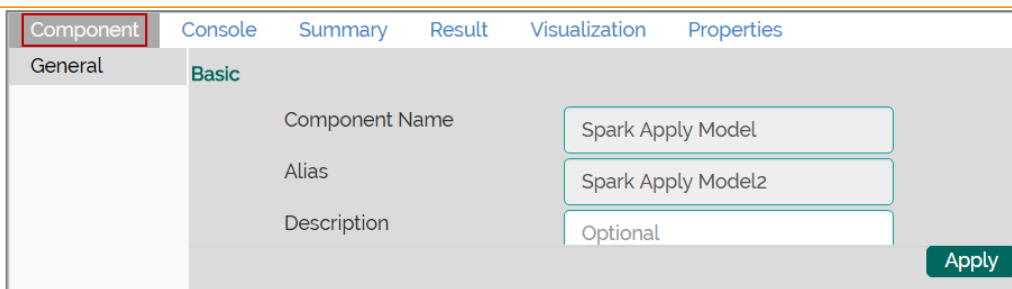 Component Console Summary Result Visualization Properties
General
Basic
Component Name Spark Apply Model
Alias Spark Apply Model2
Description Optional
Apply